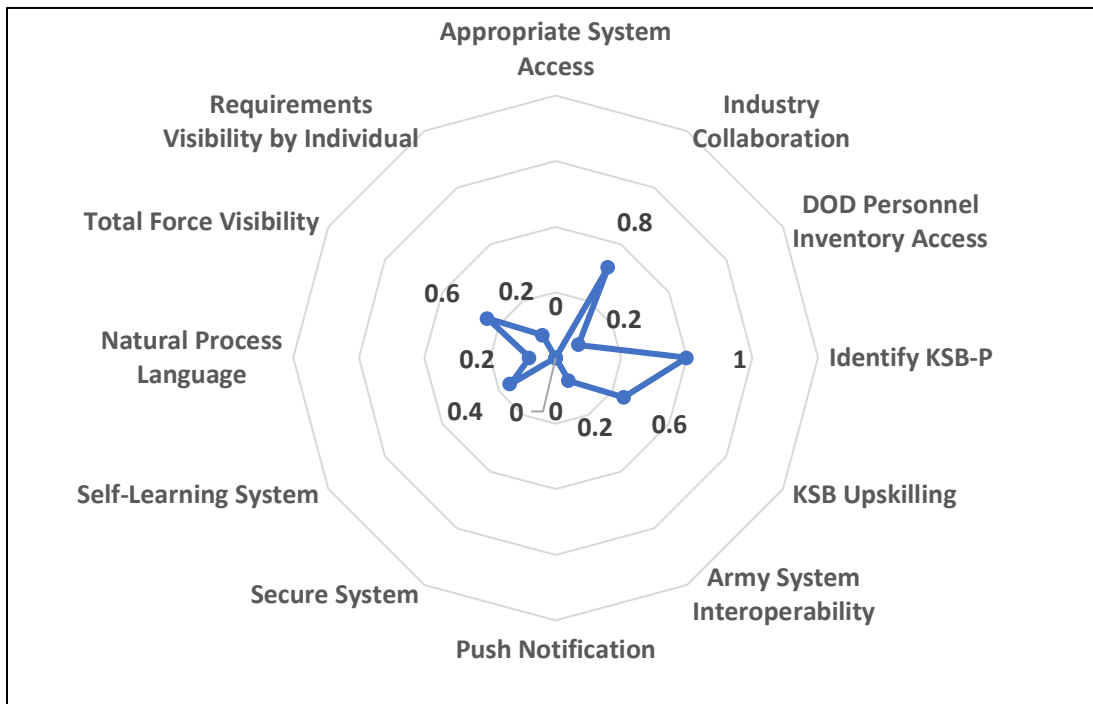 Appropriate System
Access
Requirements
Visibility by Individual
Industry
Collaboration
Total Force Visibility
DOD Personnel
Inventory Access
0.8
0.6
0.2
0
0.2
Natural Process
Language
0.2
1
Identify KSB-P
0.4
0
0
0.2
0.6
Self-Learning System
KSB Upskilling
Secure System
Army System
Interoperability
Push Notification